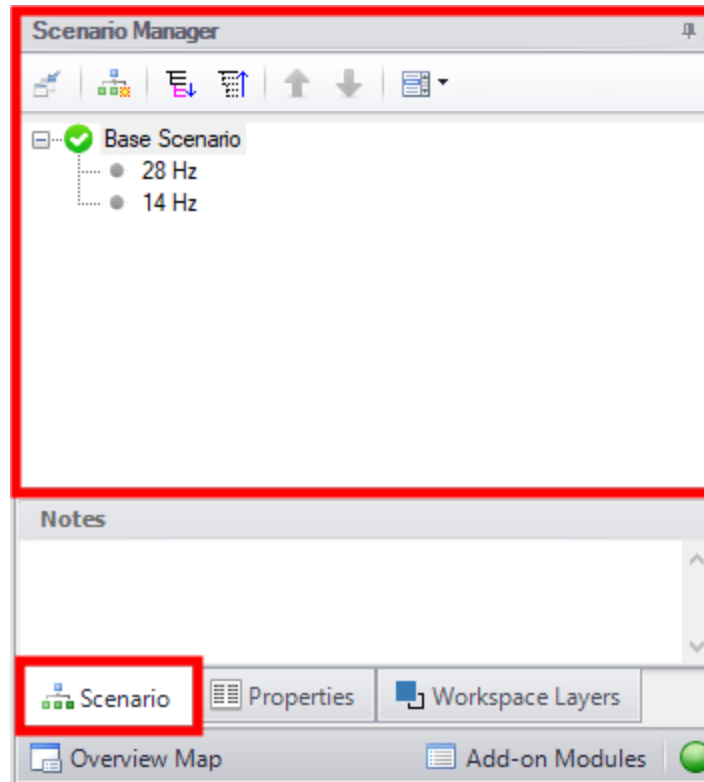 Scenario Manager
Base Scenario
28 Hz
14 Hz
Notes
Scenario Properties Workspace Layers
Overview Map Add-on Modules